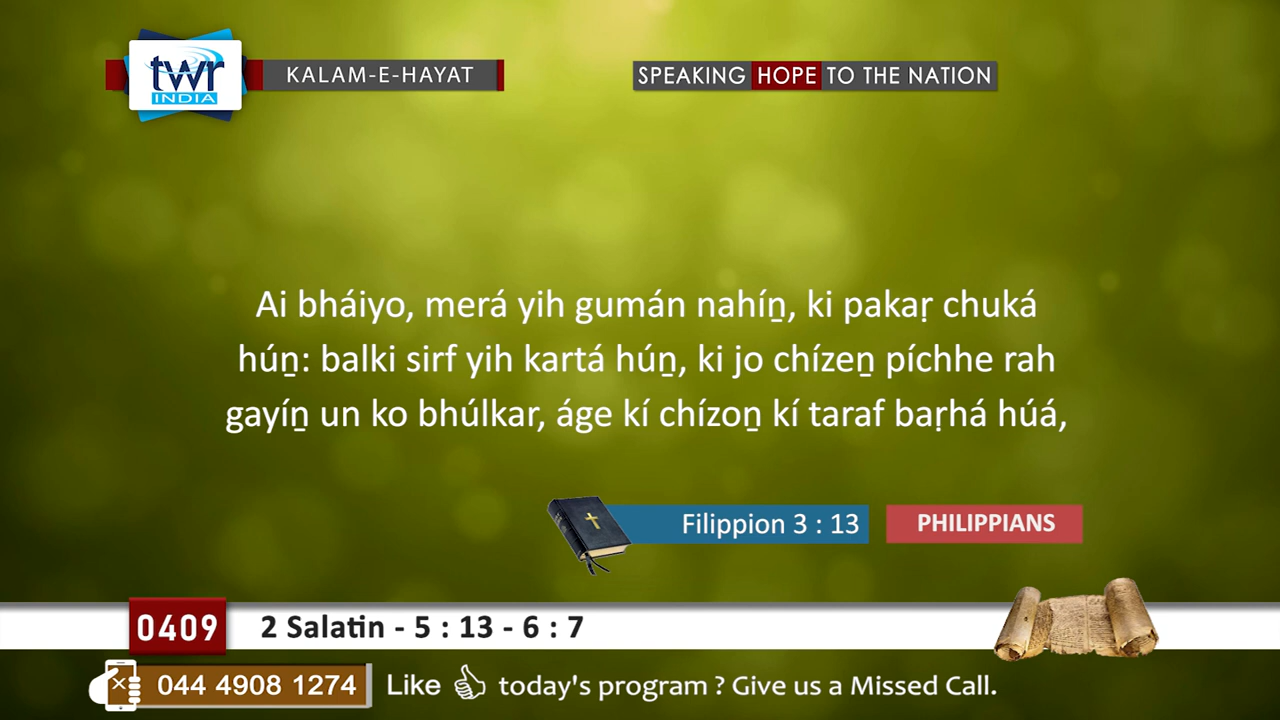 twr
INDIA
KALAM-E-HAYAT
SPEAKING HOPE TO THE NATION
Ai bháiyo, merá yih gumán nahíṉ, ki pakaṛ chuká
húṉ: balki sirf yih kartá húṉ, ki jo chízeṉ píchhe rah
gayíṉ un ko bhúlkar, áge kí chízoṉ kí taraf baṛhá húá,
Filippion 3 : 13
PHILIPPIANS
0409
2 Salatin - 5 : 13 - 6 : 7
044 4908 1274
Like today's program ? Give us a Missed Call.